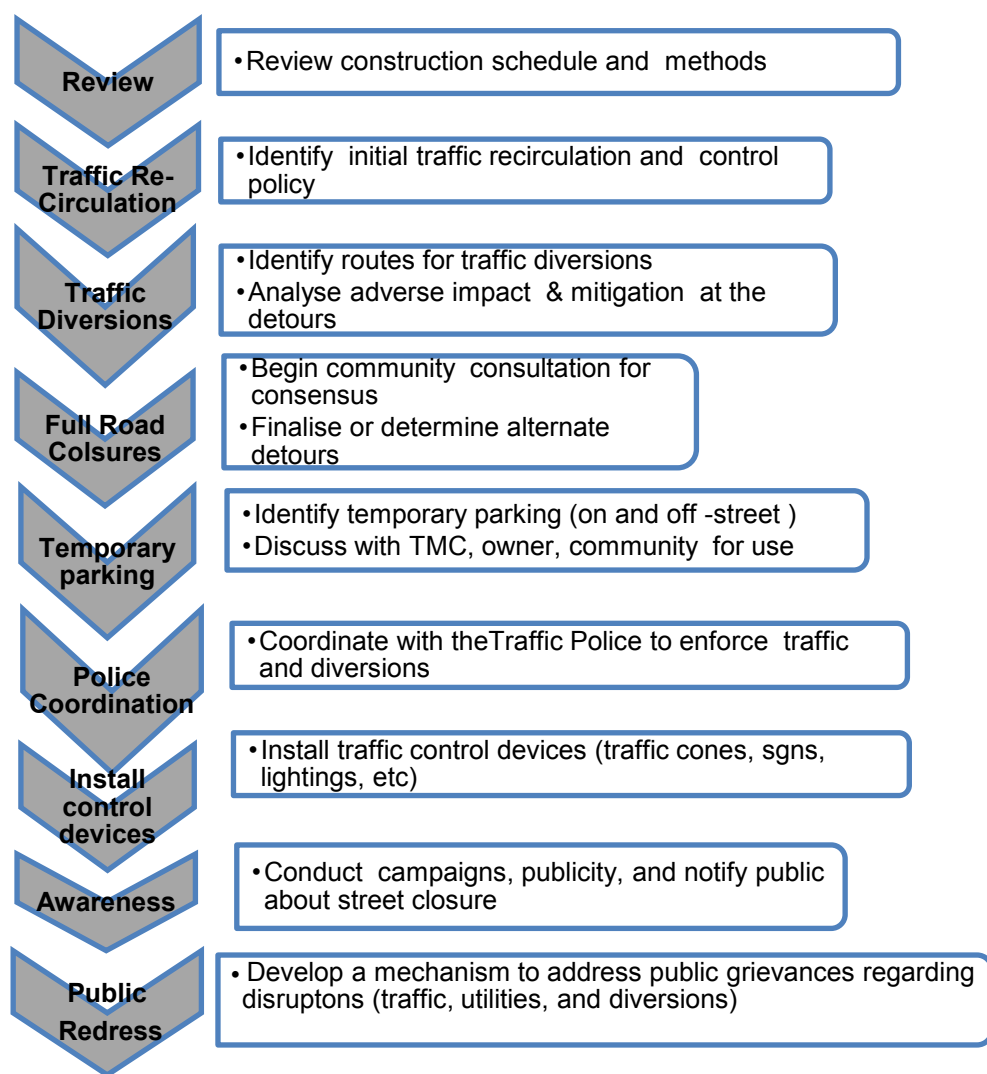 Review
•Review construction schedule and methods
Traffic Re-
Circulation
•Identify initial traffic recirculation and control
policy
Traffic
Diversions
•Identify routes for traffic diversions
•Analyse adverse impact & mitigation at the
detours
Full Road
Colsures
•Begin community consultation for
consensus
•Finalise or determine alternate
detours
Temporary
parking
•Identify temporary parking (on and off -street )
•Discuss with TMC, owner, community for use
Police
Coordination
•Coordinate with theTraffic Police to enforce traffic
and diversions
Install
control
devices
•Install traffic control devices (traffic cones, sgns,
lightings, etc)
Awareness
•Conduct campaigns, publicity, and notify public
about street closure
Public
Redress
• Develop a mechanism to address public grievances regarding
disruptons (traffic, utilities, and diversions)